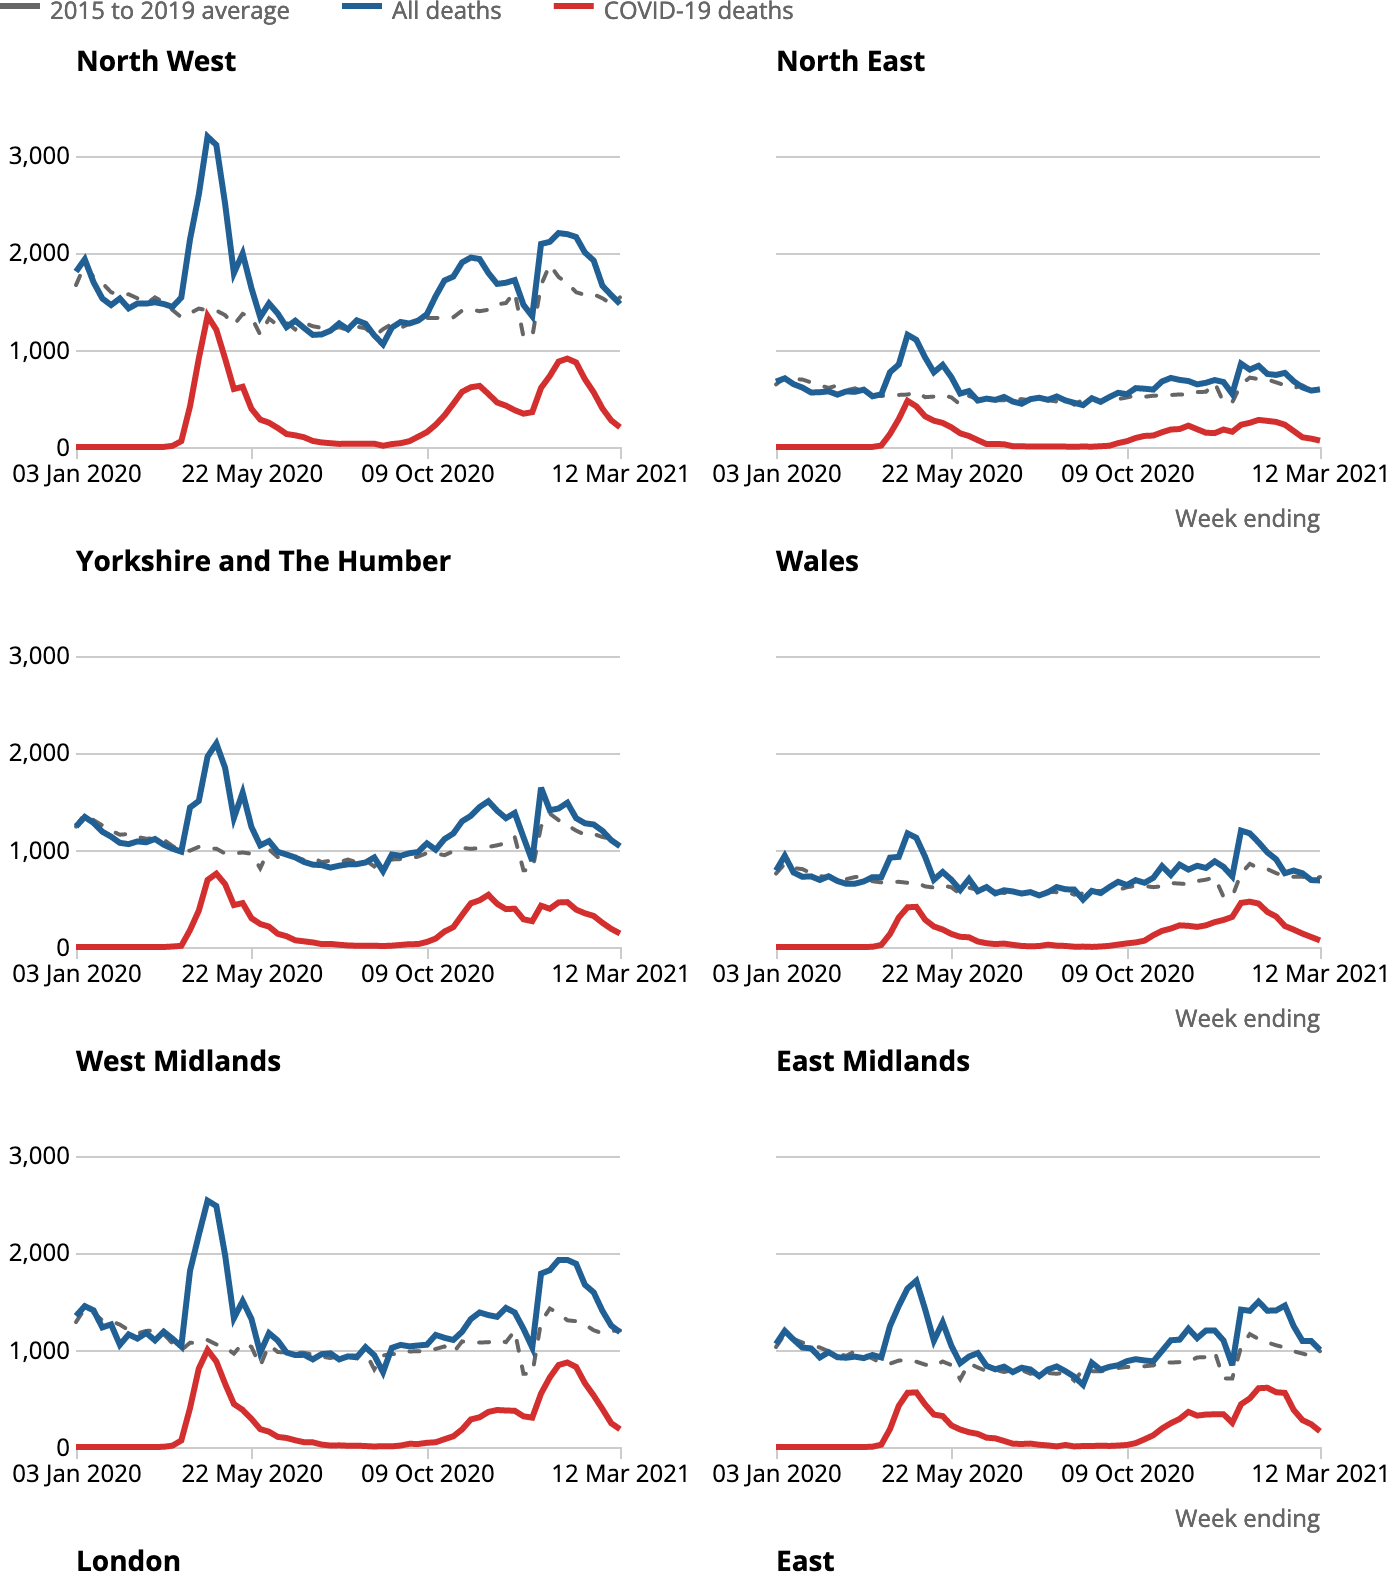 2015 to 2019 average All deaths COVID-19 deaths
North West North East
3,000
2,000
1,000
0
03 Jan 2020 22 May 2020 09 Oct 2020 12 Mar 2021 03 Jan 2020 22 May 2020 09 Oct 2020 12 Mar 2021
Week ending
Yorkshire and The Humber Wales
3,000
2,000
1,000
0
03 Jan 2020 22 May 2020 09 Oct 2020 12 Mar 2021 03 Jan 2020 22 May 2020 09 Oct 2020 12 Mar 2021
Week ending
West Midlands East Midlands
3,000
2,000
1,000
0
03 Jan 2020 22 May 2020 09 Oct 2020 12 Mar 2021 03 Jan 2020 22 May 2020 09 Oct 2020 12 Mar 2021
Week ending
London East